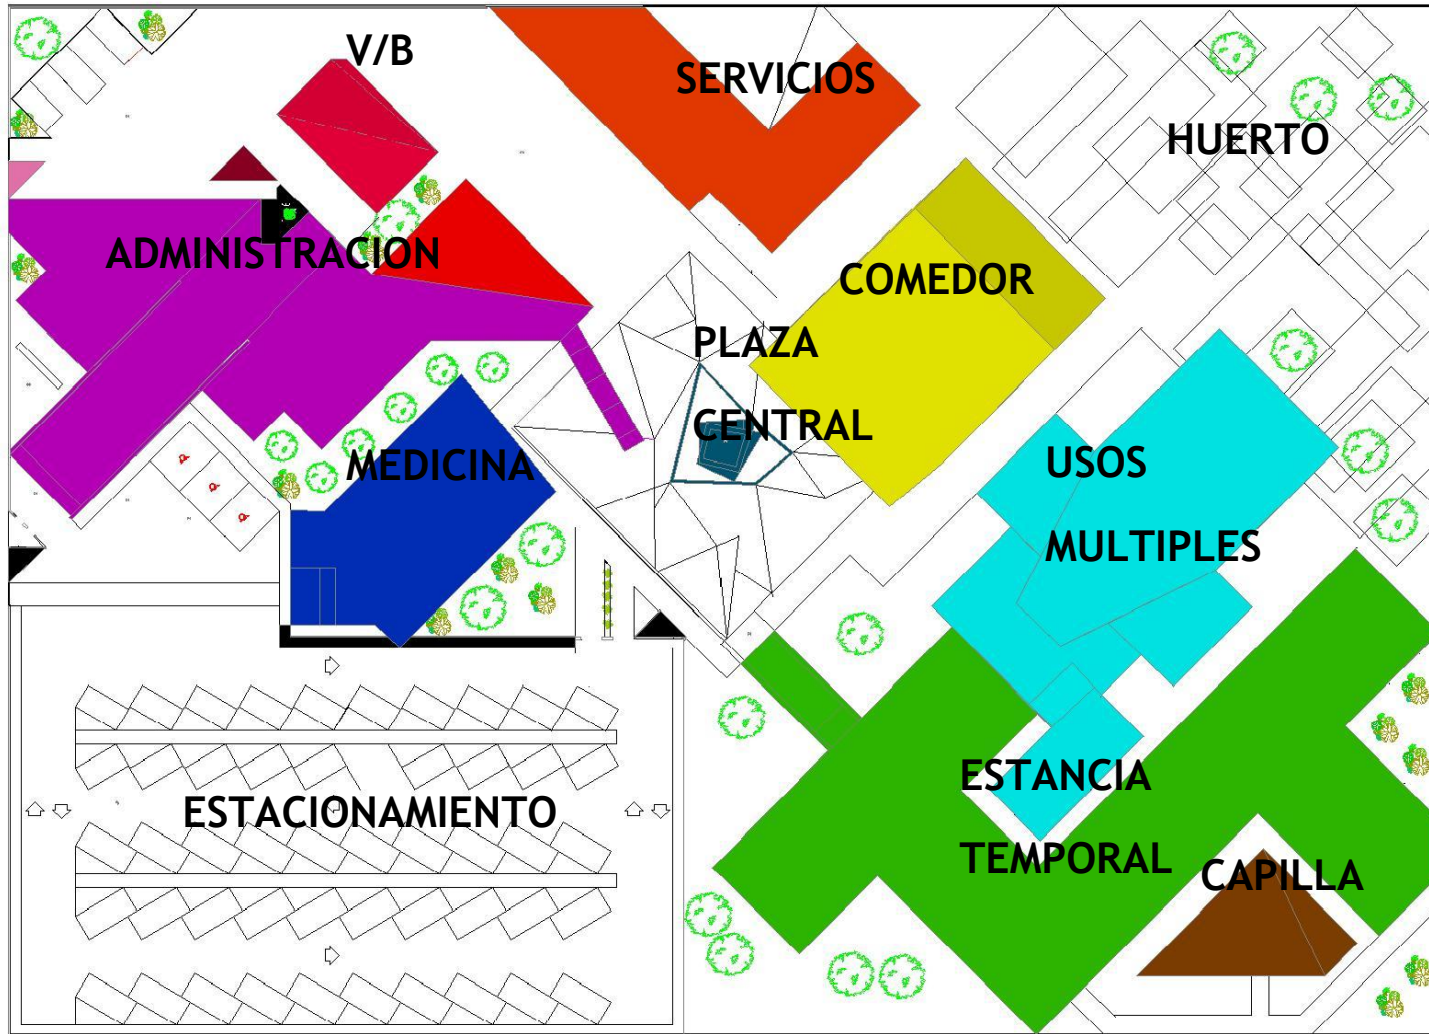 V/B
SERVICIOS
HUERTO
ADMINISTRACION
COMEDOR
PLAZA
CENTRAL
MEDICINA
USOS
MULTIPLES
ESTACIONAMIENTO
ESTANCIA
TEMPORAL
CAPILLA